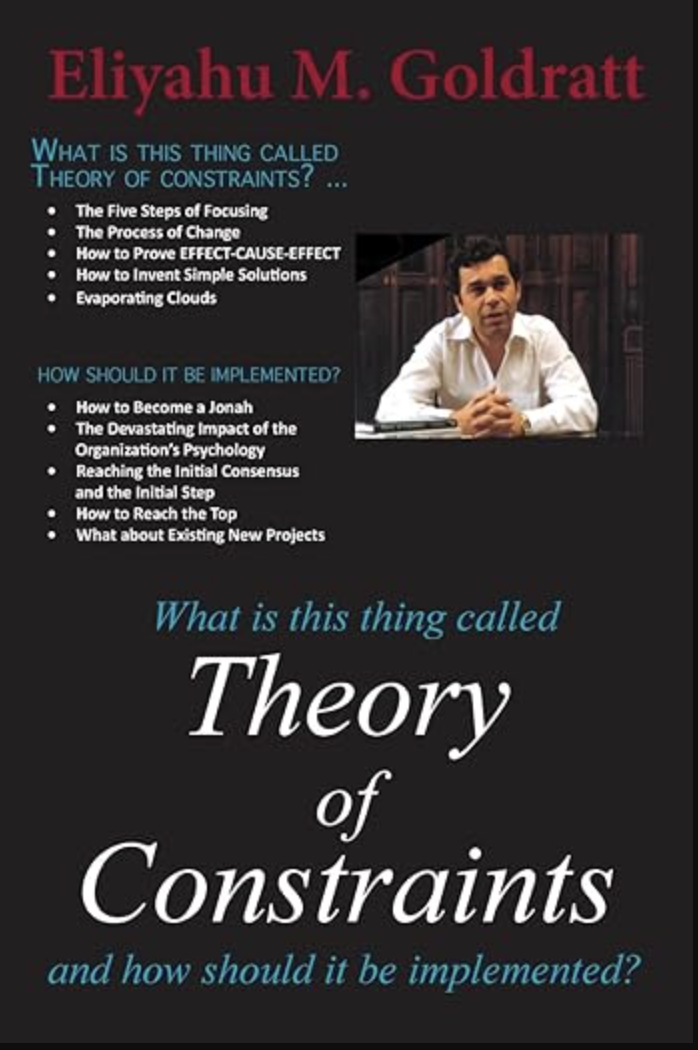 Eliyahu M. Goldratt
WHAT IS THIS THING CALLED
THEORY OF CONSTRAINTS? ...
• The Five Steps of Focusing
• The Process of Change
• How to Prove EFFECT-CAUSE-EFFECT
• How to Invent Simple Solutions
• Evaporating Clouds
HOW SHOULD IT BE IMPLEMENTED?
• How to Become a Jonah
• The Devastating Impact of the
Organization's Psychology
• Reaching the Initial Consensus
and the Initial Step
• How to Reach the Top
• What about Existing New Projects
What is this thing called
Theory
of
Constraints
and how should it be implemented?